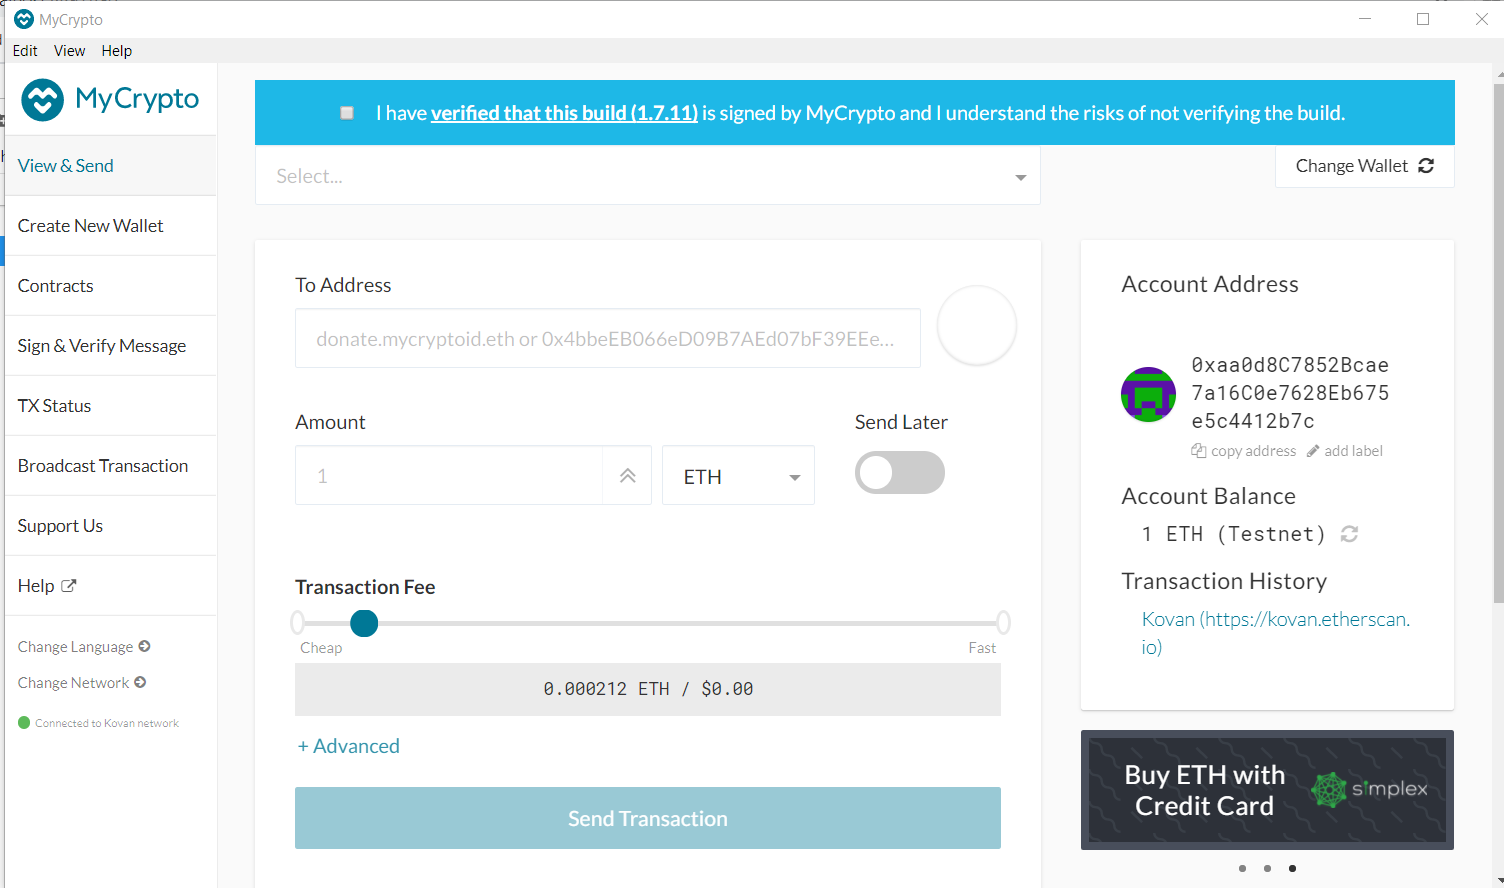 MyCrypto
Edit View Help
MyCrypto
I have verified that this build (1.7.11) is signed by MyCrypto and I understand the risks of not verifying the build.
View & Send
Create New Wallet
Contracts
Sign & Verify Message
TX Status
Broadcast Transaction
Support Us
Help
Change Language
Change Network
Connected to Kovan network
Select...
Change Wallet
To Address
donate.mycryptoid.eth or 0x4bbeEB066eD09B7AEd07bF39EEe...
Amount
Send Later
1
ETH
Transaction Fee
Cheap
Fast
0.000212 ETH / $0.00
+ Advanced
Send Transaction
Account Address
0xaa0d8C7852Bcae
7a16C0e7628Eb675
e5c4412b7c
copy address add label
Account Balance
1 ETH (Testnet)
Transaction History
Kovan (https://kovan.etherscan.
io)
Buy ETH with
Credit Card
simplex